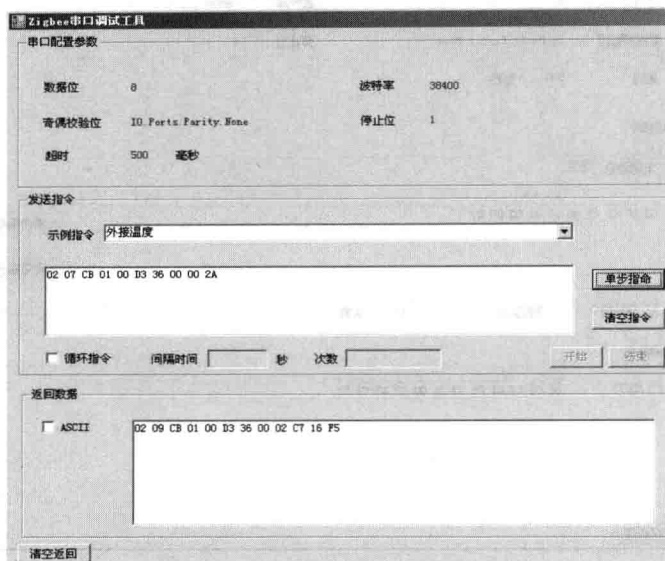 Zigbee串口调试工具
串口配置参数
数据位 8 波特率 38400
奇偶校验位 IO.Ports.Parity.None 停止位 1
超时 500 毫秒
发送指令
示例指令 外接温度
02 07 CB 01 00 D3 36 00 00 2A
单步指命
清空指令
循环指令 间隔时间 秒 次数 开始 结束
返回数据
ASCII 02 09 CB 01 00 D3 36 00 02 C7 16 F5
清空返回